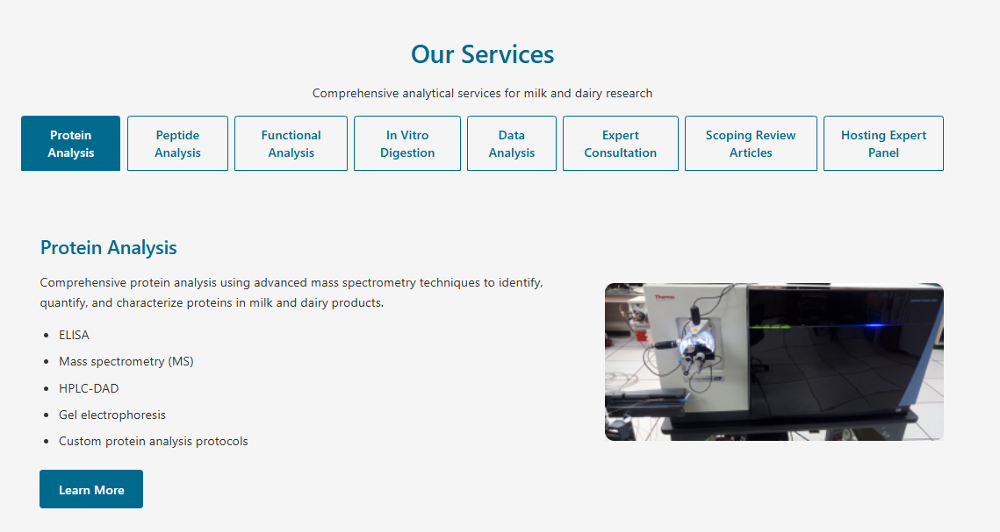 Our Services
Comprehensive analytical services for milk and dairy research
Protein
Analysis
Peptide
Analysis
Functional
Analysis
In Vitro
Digestion
Data
Analysis
Expert
Consultation
Scoping Review
Articles
Hosting Expert
Panel
Protein Analysis
Comprehensive protein analysis using advanced mass spectrometry techniques to identify,
quantify, and characterize proteins in milk and dairy products.
ELISA
Mass spectrometry (MS)
HPLC-DAD
Gel electrophoresis
Custom protein analysis protocols
Learn More
Thermo